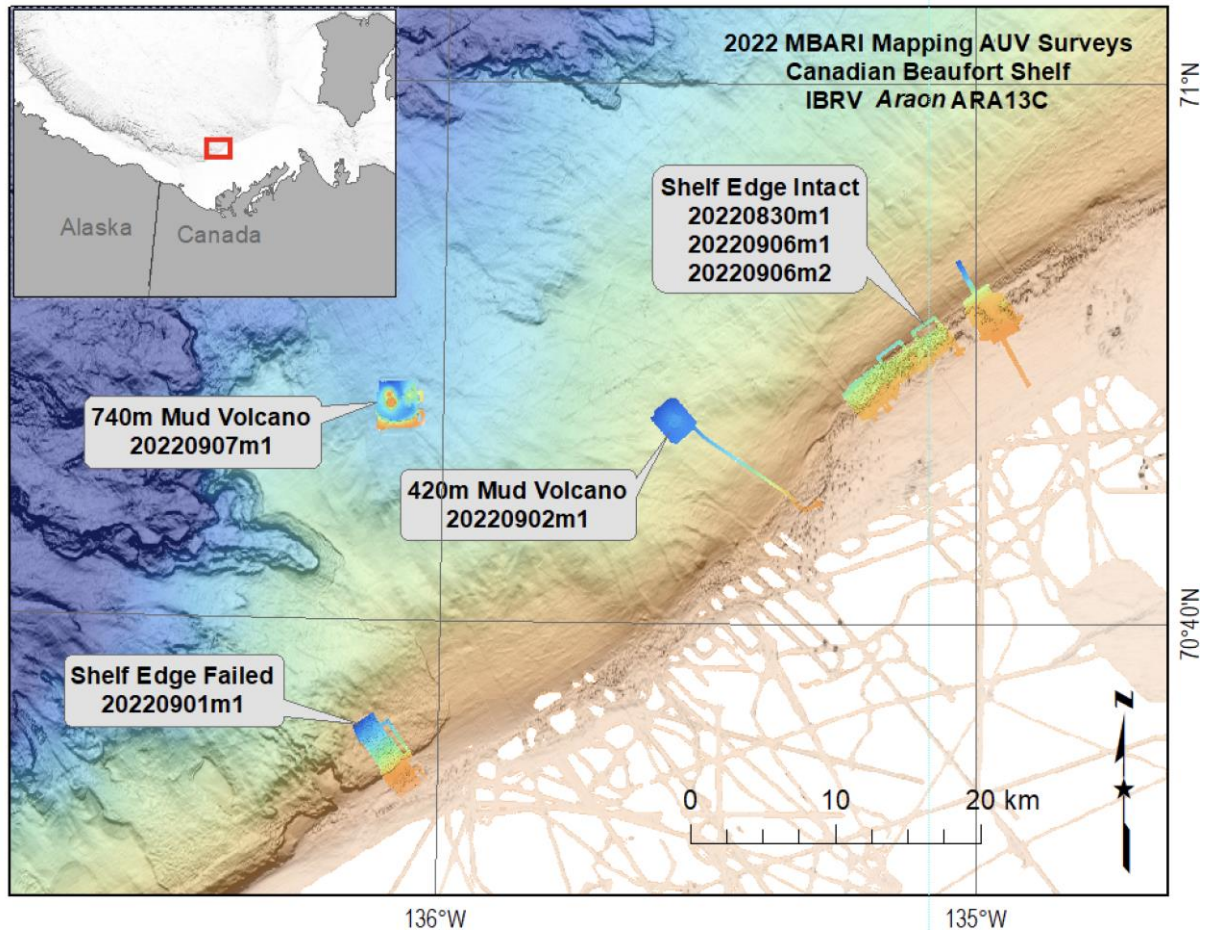 2022 MBARI Mapping AUV Surveys
Canadian Beaufort Shelf
IBRV Araon ARA13C
71°N
Alaska
Canada
Shelf Edge Intact
20220830m1
20220906m1
20220906m2
740m Mud Volcano
20220907m1
420m Mud Volcano
20220902m1
70°40'N
Shelf Edge Failed
20220901m1
N
0 10 20 km
136°W
135°W